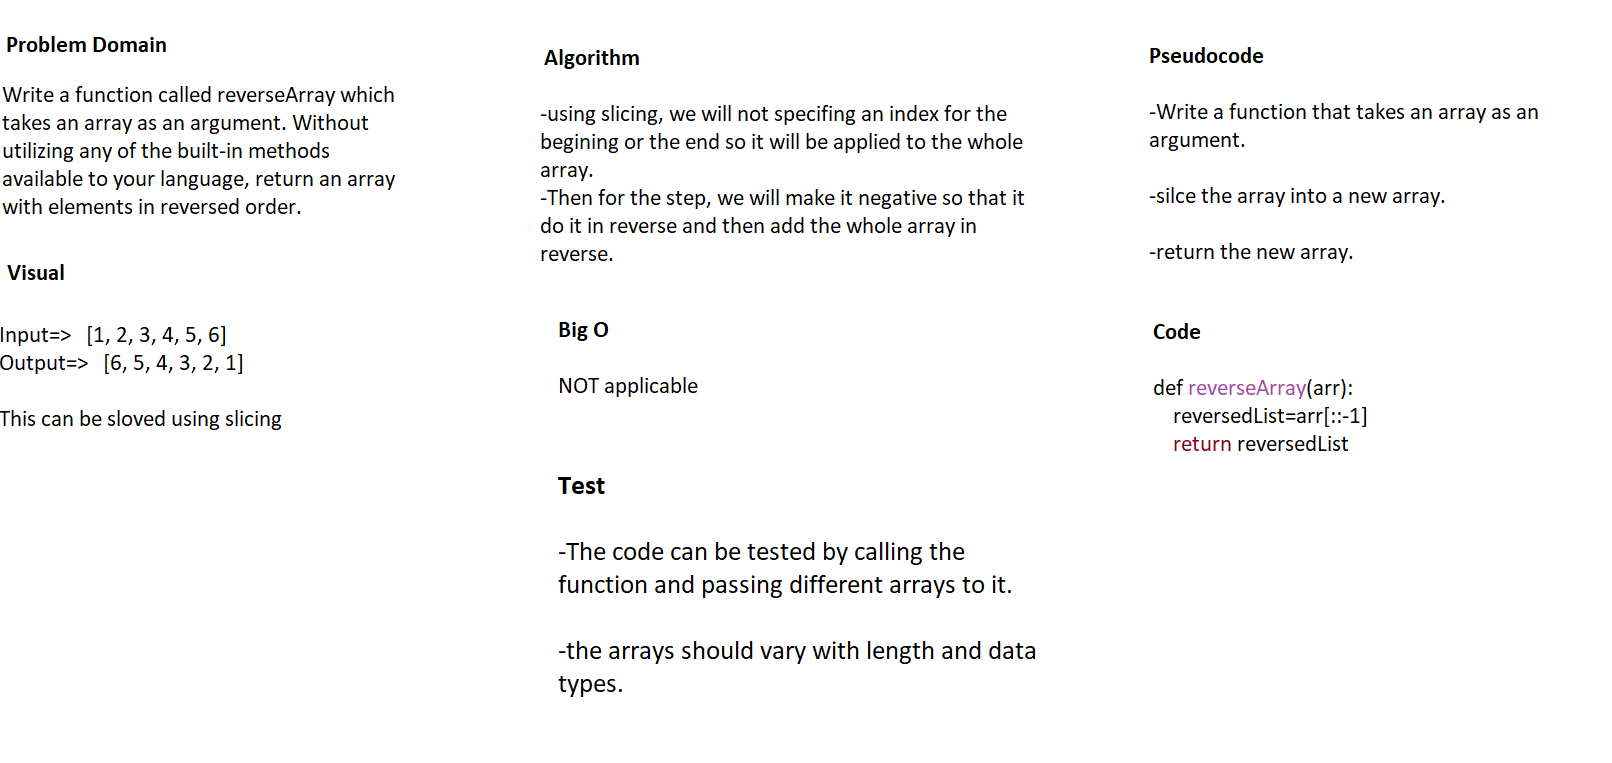 Problem Domain
Write a function called reverseArray which
takes an array as an argument. Without
utilizing any of the built-in methods
available to your language, return an array
with elements in reversed order.
Visual
Input=> [1, 2, 3, 4, 5, 6]
Output=> [6, 5, 4, 3, 2, 1]
This can be sloved using slicing
Algorithm
-using slicing, we will not specifing an index for the
begining or the end so it will be applied to the whole
array.
-Then for the step, we will make it negative so that it
do it in reverse and then add the whole array in
reverse.
Big O
NOT applicable
Test
-The code can be tested by calling the
function and passing different arrays to it.
-the arrays should vary with length and data
types.
Pseudocode
-Write a function that takes an array as an
argument.
-silce the array into a new array.
-return the new array.
Code
def reverseArray(arr):
reversedList=arr[::-1]
return reversedList